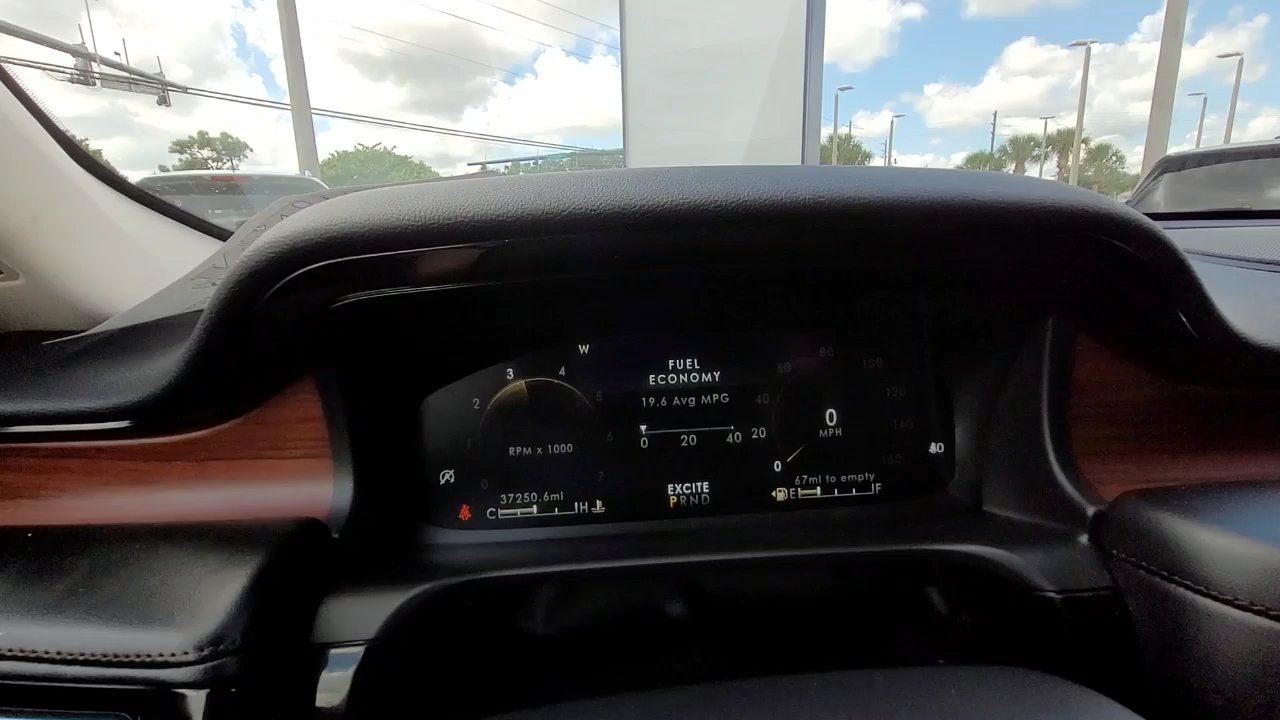 W
FUEL
ECONOMY
19.6 Avg MPG
0 20 40
0 1 2 3 4 5 6 7
RPM x 1000
37250.6mi
C H
EXCITE
PRND
0 20 40 60 80 100 120 140 160
0
MPH
67mi to empty
E F